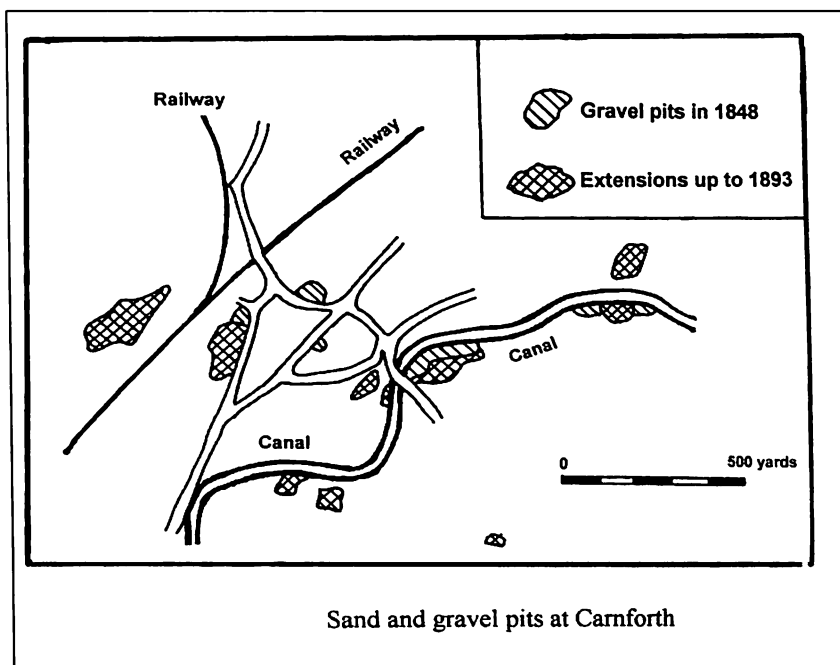 Railway
Railway
Gravel pits in 1848
Extensions up to 1893
Canal
Canal
0 500 yards
Sand and gravel pits at Carnforth